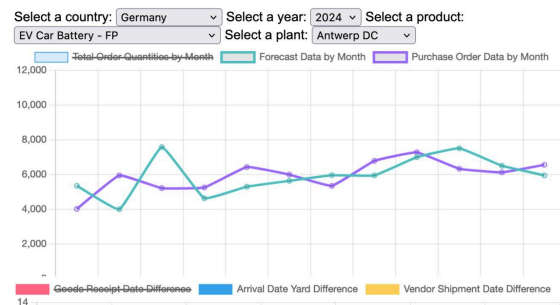 Select a country: Germany Select a year: 2024 Select a product:
EV Car Battery - FP Select a plant: Antwerp DC
Total Order Quantities by Month Forecast Data by Month Purchase Order Data by Month
12,000
10,000
8,000
6,000
4,000
2,000
Goods Receipt Date Difference Arrival Date Yard Difference Vendor Shipment Date Difference
14